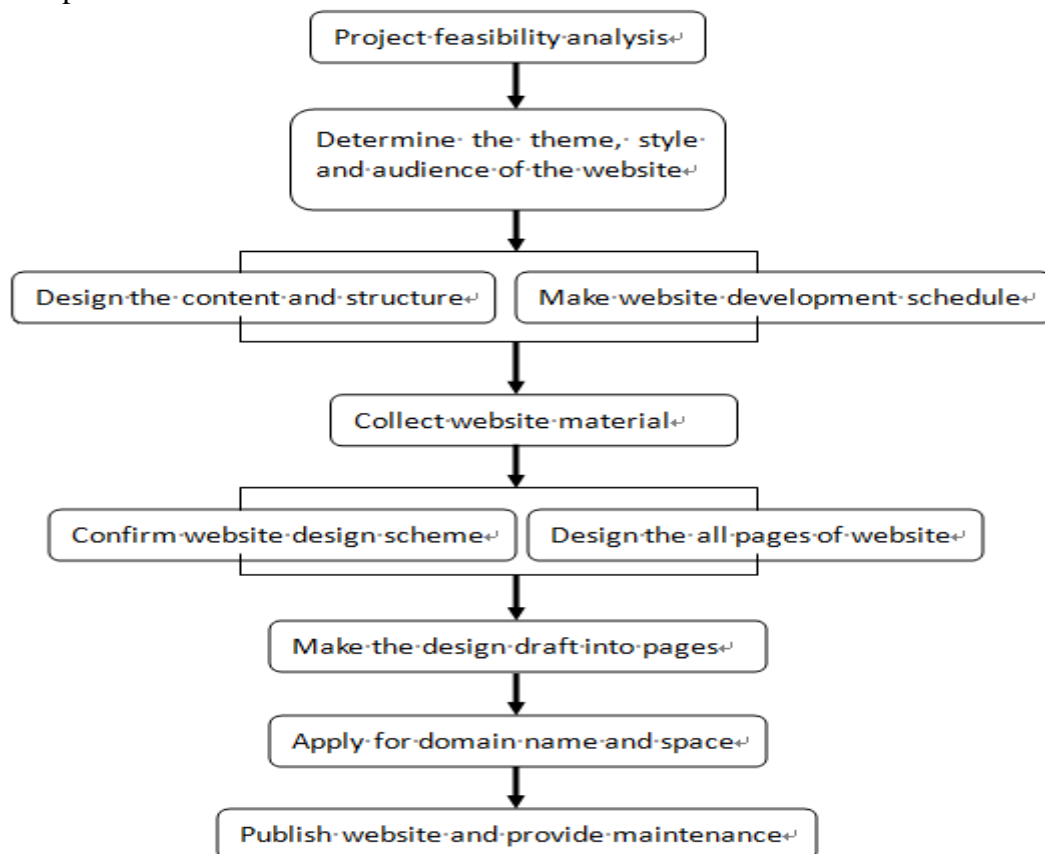 Project feasibility analysis
Determine the theme, style
and audience of the website
Design the content and structure
Make website development schedule
Collect website material
Confirm website design scheme
Design the all pages of website
Make the design draft into pages
Apply for domain name and space
Publish website and provide maintenance